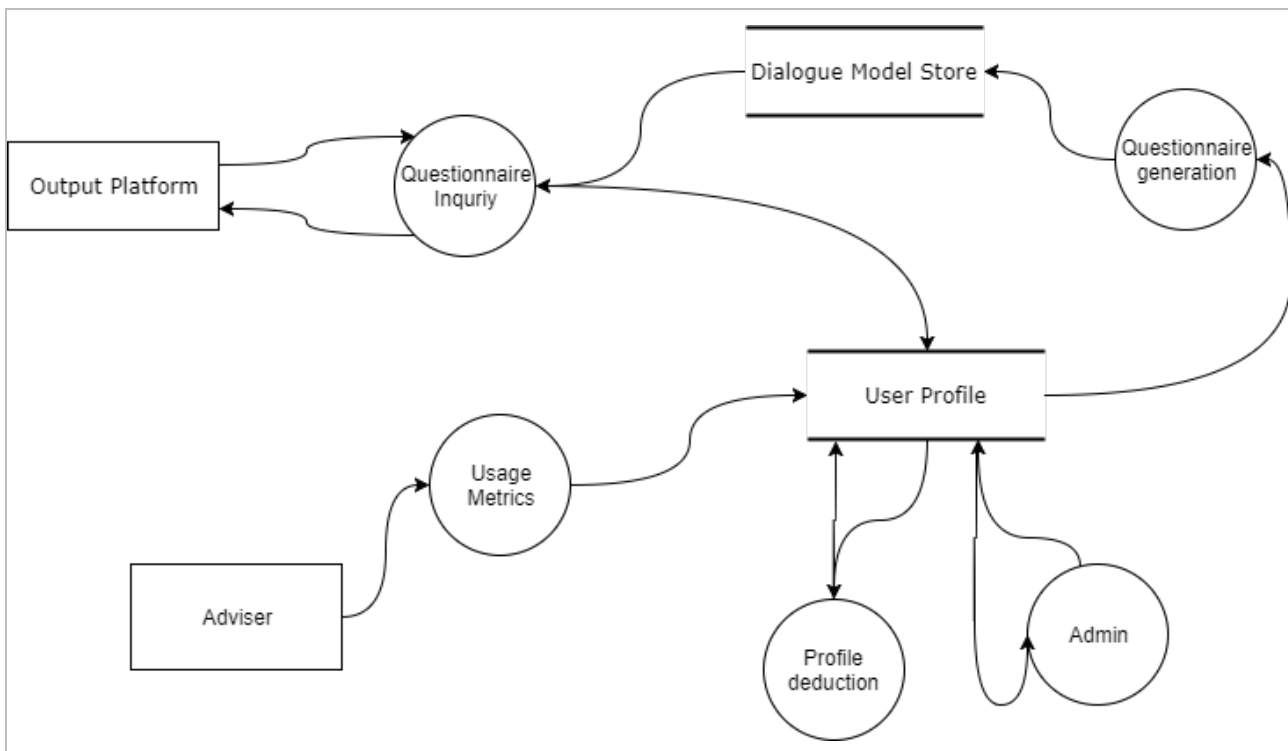 Dialogue Model Store
Output Platform
Questionnaire
Inquriy
Questionnaire
generation
User Profile
Usage
Metrics
Adviser
Profile
deduction
Admin